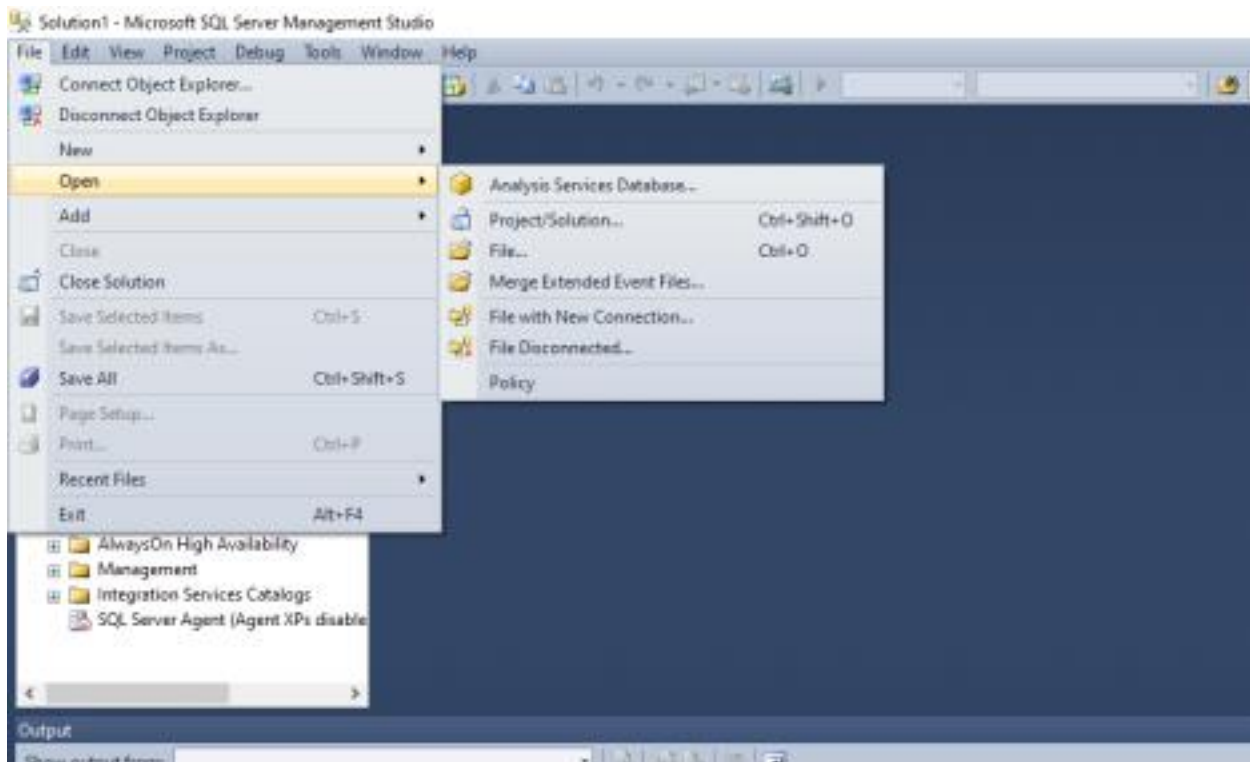 Solution1 - Microsoft SQL Server Management Studio
File Edit View Project Debug Tools Window Help
Connect Object Explorer...
Disconnect Object Explorer
New
Open
Add
Close
Close Solution
Save Selected Items Ctrl+S
Save Selected Items As...
Save All Ctrl+Shift+S
Page Setup...
Print... Ctrl+P
Recent Files
Exit Alt+F4
Analysis Services Database...
Project/Solution... Ctrl+Shift+O
File... Ctrl+O
Merge Extended Event Files...
File with New Connection...
File Disconnected...
Policy
AlwaysOn High Availability
Management
Integration Services Catalogs
SQL Server Agent (Agent XPs disable
Output
Show output from: